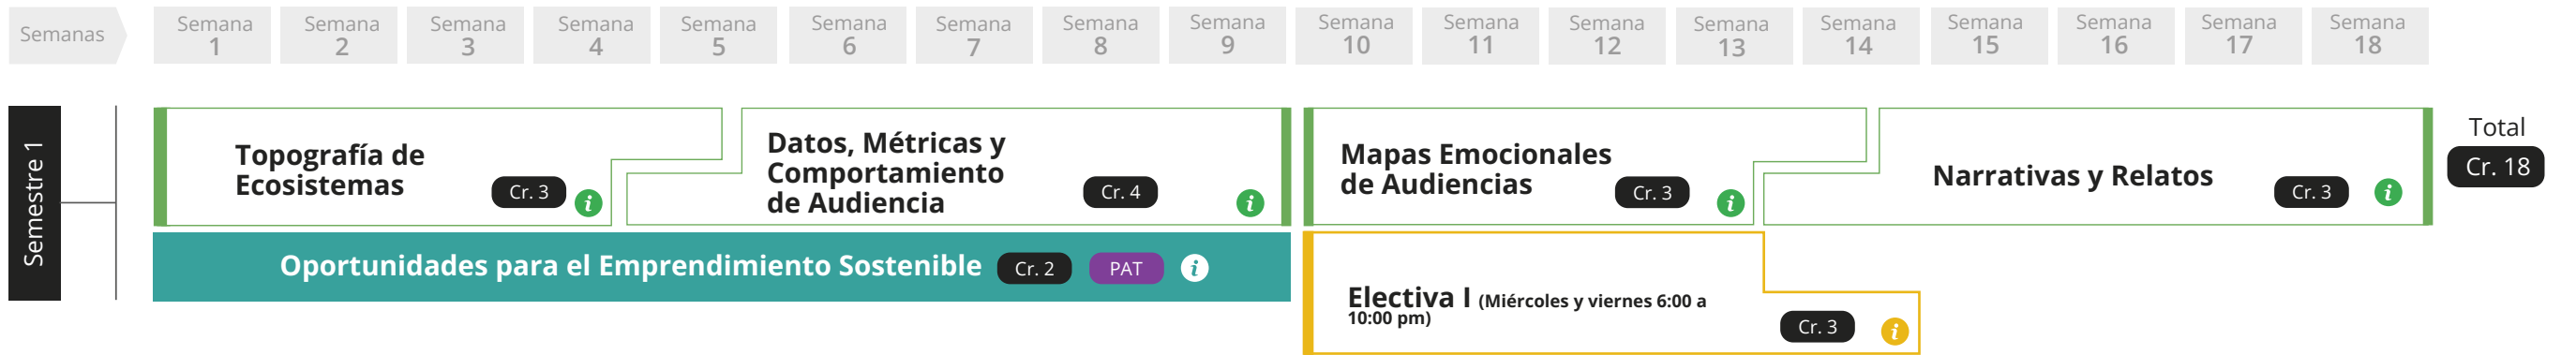 Semanas
Semana
1
Semana
2
Semana
3
Semana
4
Semana
5
Semana
6
Semana
7
Semana
8
Semana
9
Semana
10
Semana
11
Semana
12
Semana
13
Semana
14
Semana
15
Semana
16
Semana
17
Semana
18
Semestre 1
Topografía de
Ecosistemas
Cr. 3
i
Datos, Métricas y
Comportamiento
de Audiencia
Cr. 4
i
Mapas Emocionales
de Audiencias
Cr. 3
i
Narrativas y Relatos
Cr. 3
i
Total
Cr. 18
Oportunidades para el Emprendimiento Sostenible
Cr. 2
PAT
i
Electiva I (Miércoles y viernes 6:00 a
10:00 pm)
Cr. 3
i